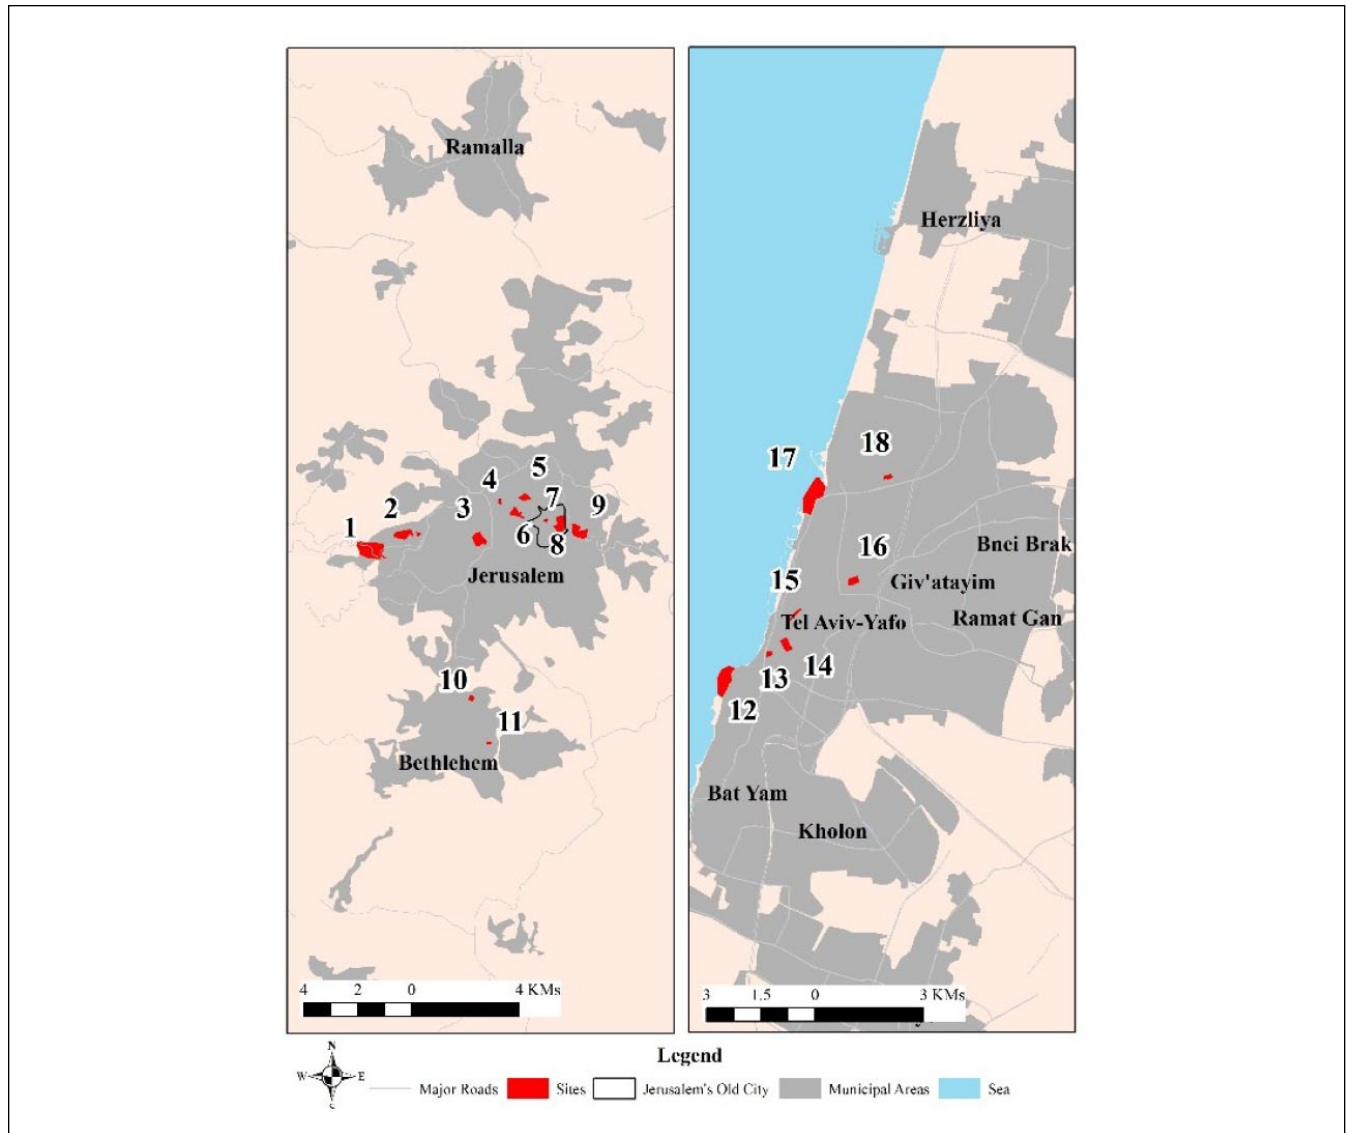 Ramalla
5
4
7
9
2
3
1
6
8
Jerusalem
10
11
Bethlehem
4 2 0 4 KMs
Herzliya
18
17
16
Bnei Brak
15
Giv'atayim
Tel Aviv-Yafo
Ramat Gan
14
13
12
Bat Yam
Kholon
3 1.5 0 3 KMs
Legend
N
W E
Major Roads Sites Jerusalem's Old City Municipal Areas Sea